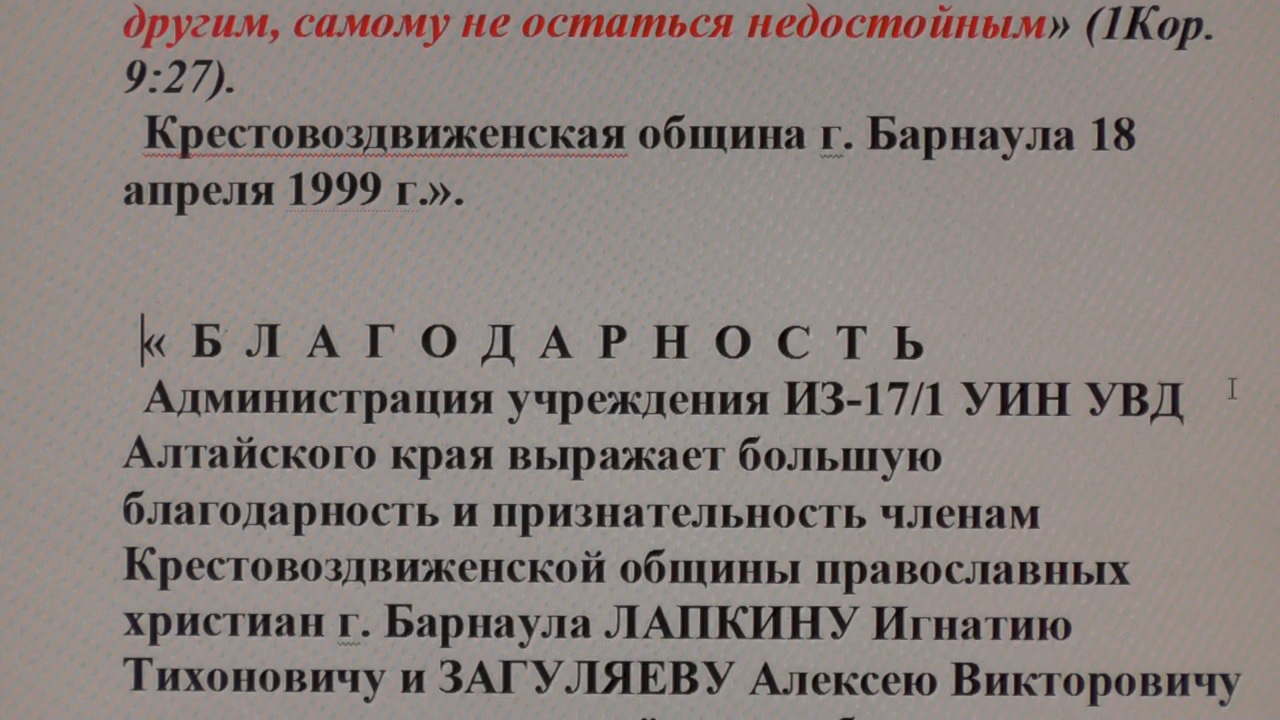 другим, самому не остаться недостойным» (1Кор.
9:27).
Крестовоздвиженская община г. Барнаула 18
апреля 1999 г.».
« Б Л А Г О Д А Р Н О С Т Ь
Администрация учреждения ИЗ-17/1 УИН УВД
Алтайского края выражает большую
благодарность и признательность членам
Крестовоздвиженской общины православных
христиан г. Барнаула ЛАПКИНУ Игнатию
Тихоновичу и ЗАГУЛЯЕВУ Алексею Викторовичу